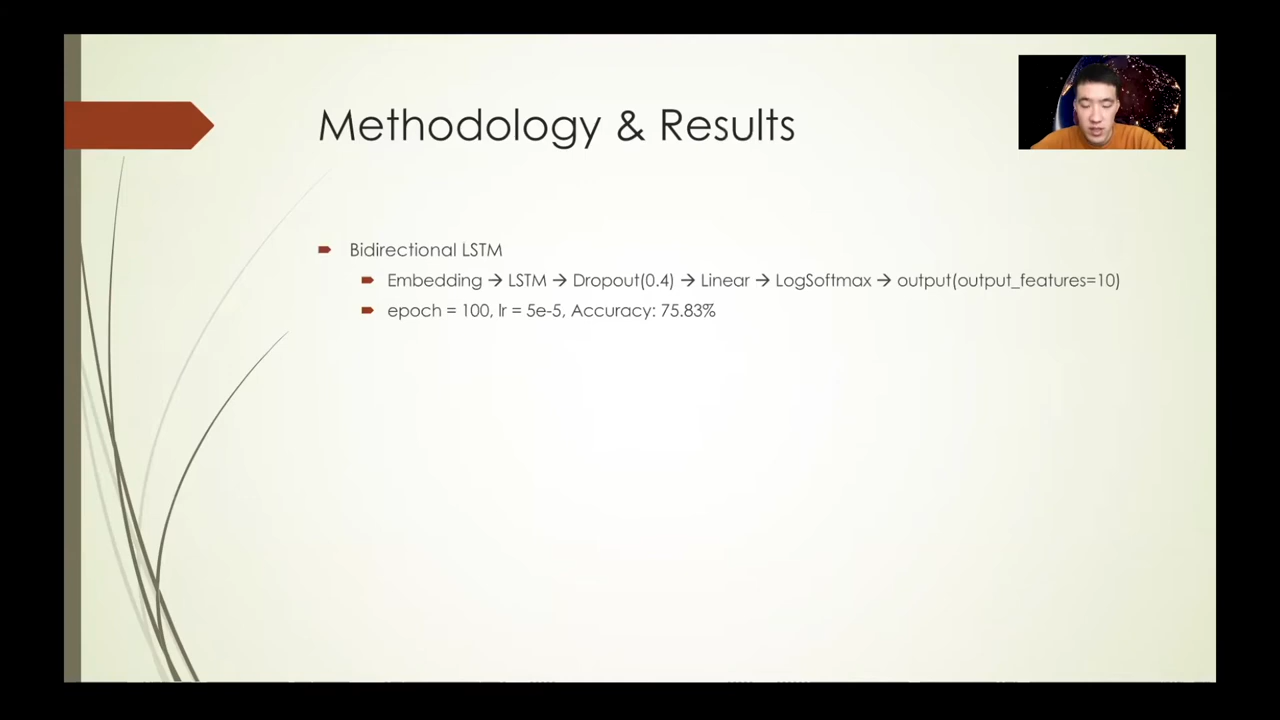 Methodology & Results
Bidirectional LSTM
Embedding → LSTM → Dropout(0.4) → Linear → LogSoftmax → output(output_features=10)
epoch = 100, lr = 5e-5, Accuracy: 75.83%